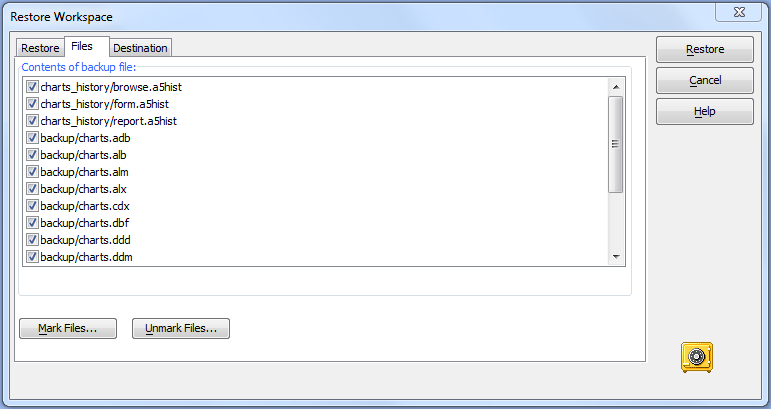 Restore Workspace
Restore
Files
Destination
Contents of backup file:
charts_history/browse.a5hist
charts_history/form.a5hist
charts_history/report.a5hist
backup/charts.adb
backup/charts.alb
backup/charts.alm
backup/charts.alx
backup/charts.cdx
backup/charts.dbf
backup/charts.ddd
backup/charts.ddm
Mark Files...
Unmark Files...
Restore
Cancel
Help